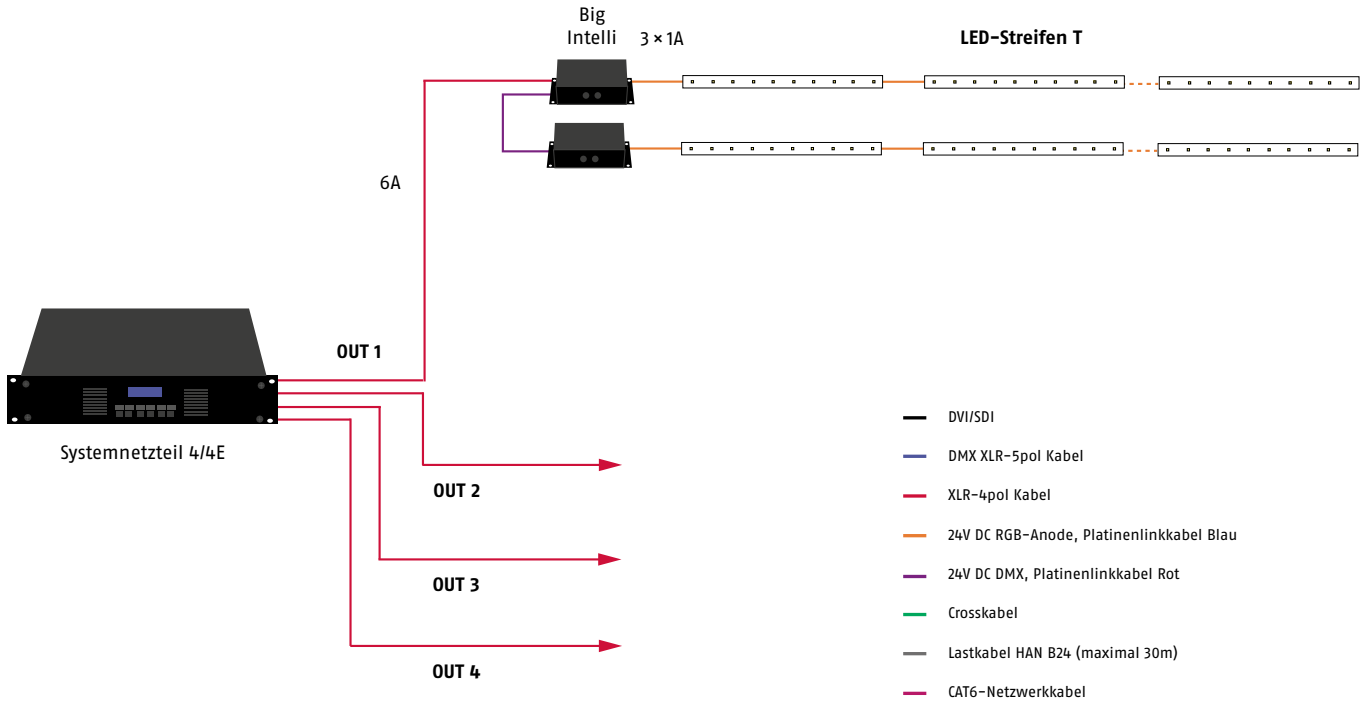 Big
Intelli
3 × 1A
LED-Streifen T
6A
OUT 1
Systemnetzteil 4/4E
OUT 2
OUT 3
OUT 4
DVI/SDI
DMX XLR-5pol Kabel
XLR-4pol Kabel
24V DC RGB-Anode, Platinenlinkkabel Blau
24V DC DMX, Platinenlinkkabel Rot
Crosskabel
Lastkabel HAN B24 (maximal 30m)
CAT6-Netzwerkkabel